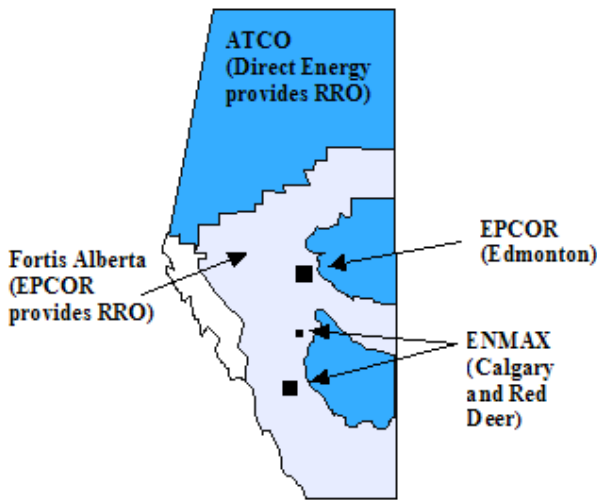 ATCO
(Direct Energy
provides RRO)
EPCOR
(Edmonton)
Fortis Alberta
(EPCOR
provides RRO)
ENMAX
(Calgary
and Red
Deer)